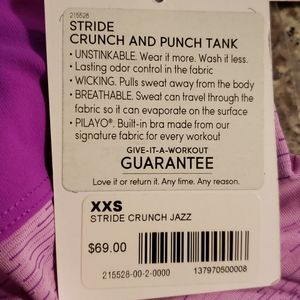 215528
STRIDE
CRUNCH AND PUNCH TANK
• UNSTINKABLE. Wear it more. Wash it less.
• Lasting odor control in the fabric
• WICKING. Pulls sweat away from the body
• BREATHABLE. Sweat can travel through the
fabric so it can evaporate on the surface
• PILAYO®. Built-in bra made from our
signature fabric for every workout
GIVE-IT-A-WORKOUT
GUARANTEE
Love it or return it. Any time. Any reason.
XXS
STRIDE CRUNCH JAZZ
$69.00
215528-00-2-0000 137970500008